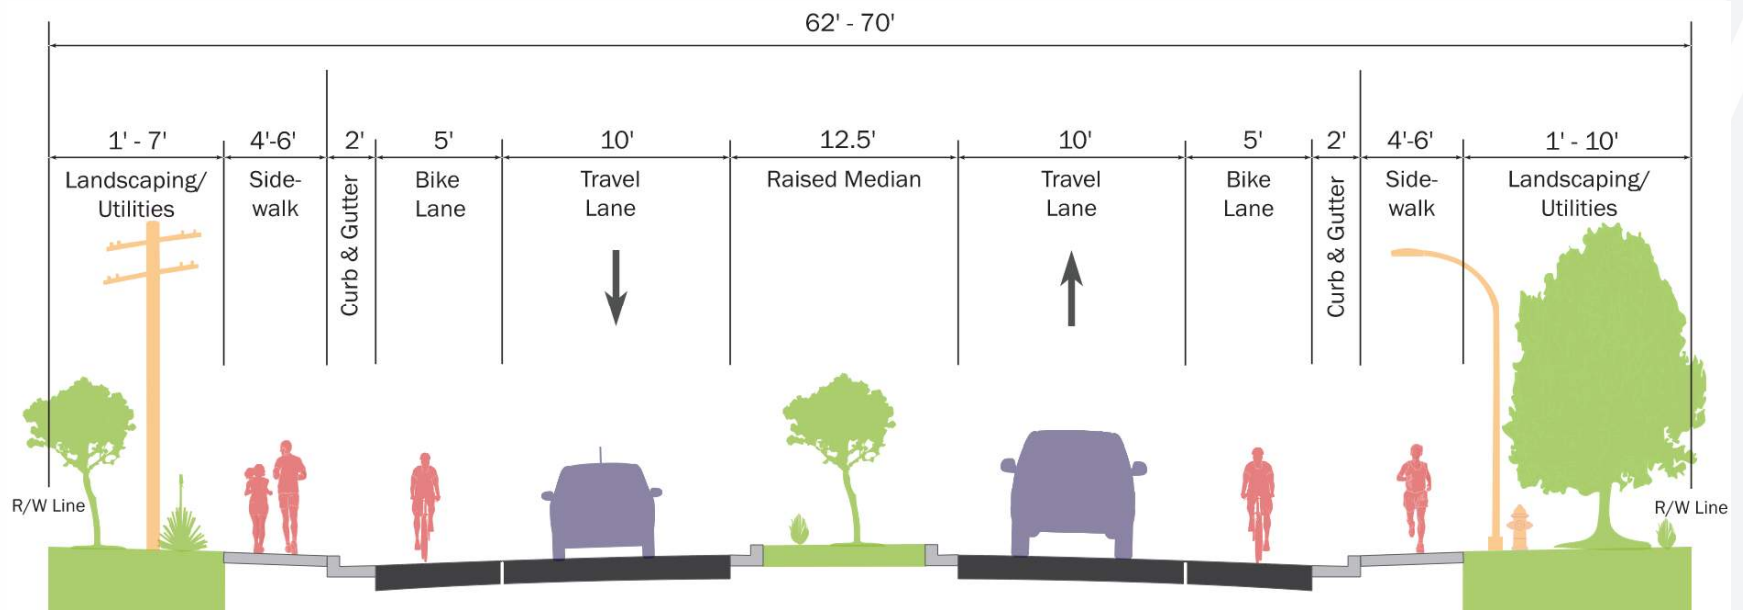 62' - 70'
1' - 7'
4'-6'
2'
5'
10'
12.5'
10'
5'
2'
4'-6'
1' - 10'
Landscaping/
Utilities
Side-
walk
Curb & Gutter
Bike
Lane
Travel
Lane
Raised Median
Travel
Lane
Bike
Lane
Curb & Gutter
Side-
walk
Landscaping/
Utilities
R/W Line
R/W Line